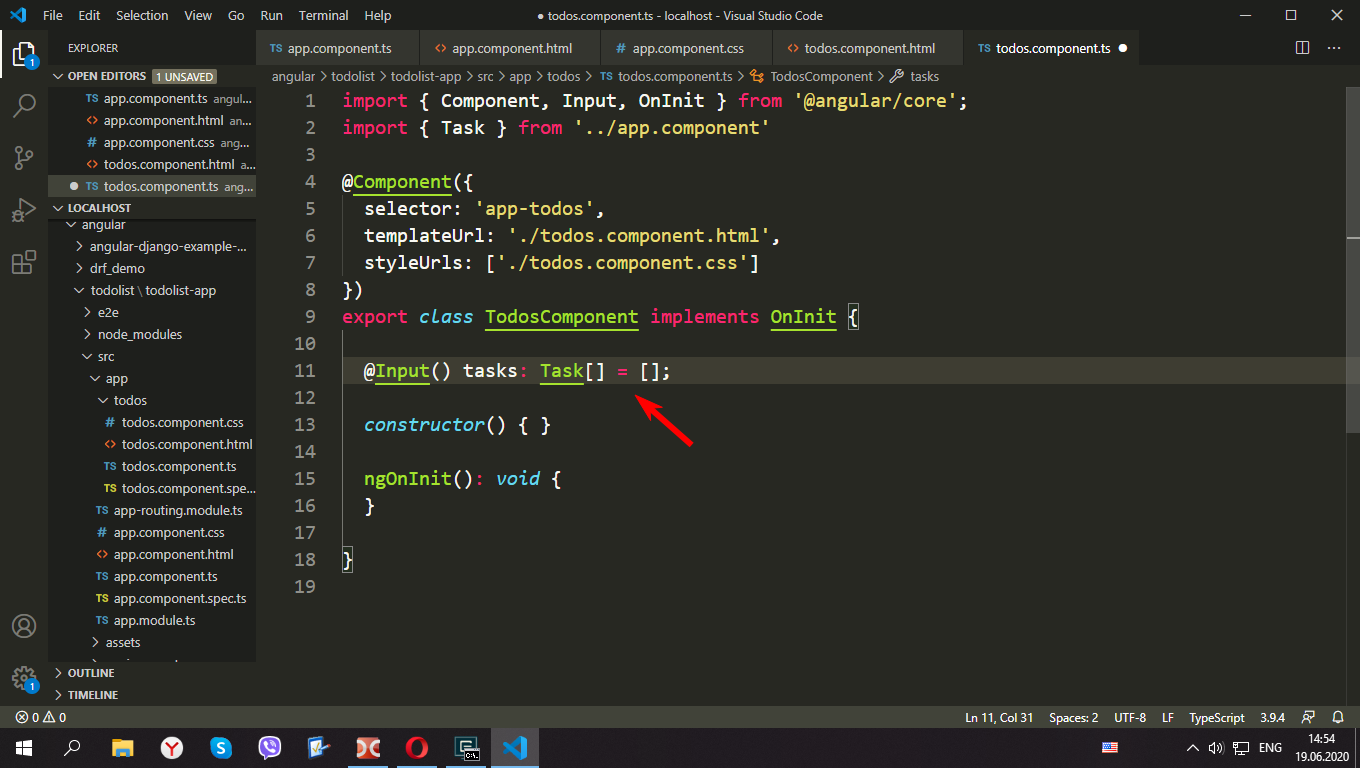 File Edit Selection View Go Run Terminal Help ● todos.component.ts - localhost - Visual Studio Code
EXPLORER
OPEN EDITORS 1 UNSAVED
TS app.component.ts angul...
<> app.component.html an...
# app.component.css ang...
<> todos.component.html a...
● TS todos.component.ts ang...
LOCALHOST
angular
angular-django-example-...
drf_demo
todolist \ todolist-app
e2e
node_modules
src
app
todos
# todos.component.css
<> todos.component.html
TS todos.component.ts
TS todos.component.spe...
TS app-routing.module.ts
# app.component.css
<> app.component.html
TS app.component.ts
TS app.component.spec.ts
TS app.module.ts
assets
OUTLINE
TIMELINE
1
1
TS app.component.ts <> app.component.html # app.component.css <> todos.component.html TS todos.component.ts ● ...
angular > todolist > todolist-app > src > app > todos > TS todos.component.ts > TodosComponent > tasks
1 import { Component, Input, OnInit } from '@angular/core';
2 import { Task } from '../app.component'
3
4 @Component({
5 selector: 'app-todos',
6 templateUrl: './todos.component.html',
7 styleUrls: ['./todos.component.css']
8 })
9 export class TodosComponent implements OnInit {
10
11 @Input() tasks: Task[] = [];
12
13 constructor() { }
14
15 ngOnInit(): void {
16 }
17
18 }
19
0 0 Ln 11, Col 31 Spaces: 2 UTF-8 LF TypeScript 3.9.4
ENG 14:54
19.06.2020